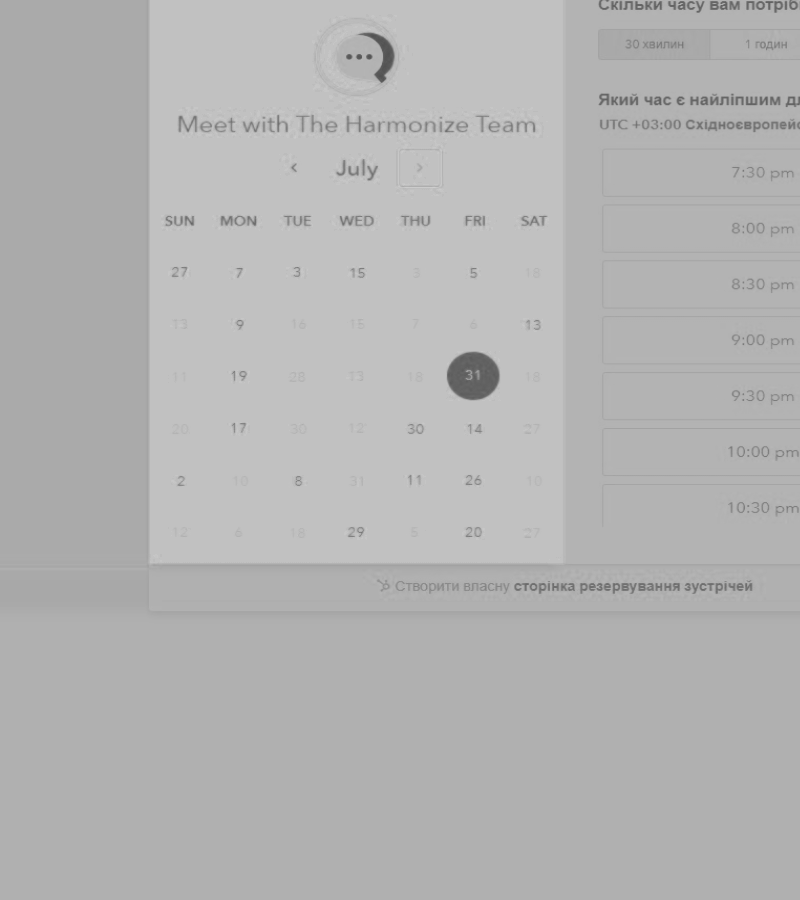 Meet with The Harmonize Team
July
SUN MON TUE WED THU FRI SAT
27 7 3 15 3 5 18
13 9 16 15 7 6 13
11 19 28 13 18 31 18
20 17 30 12 30 14 27
2 10 8 31 11 26 10
12 6 18 29 5 20 27
Скільки часу вам потріб
30 хвилин 1 годин
Який час є найліпшим д
UTC +03:00 Східноєвропейс
7:30 pm
8:00 pm
8:30 pm
9:00 pm
9:30 pm
10:00 pm
10:30 pm
Створити власну сторінка резервування зустрічей